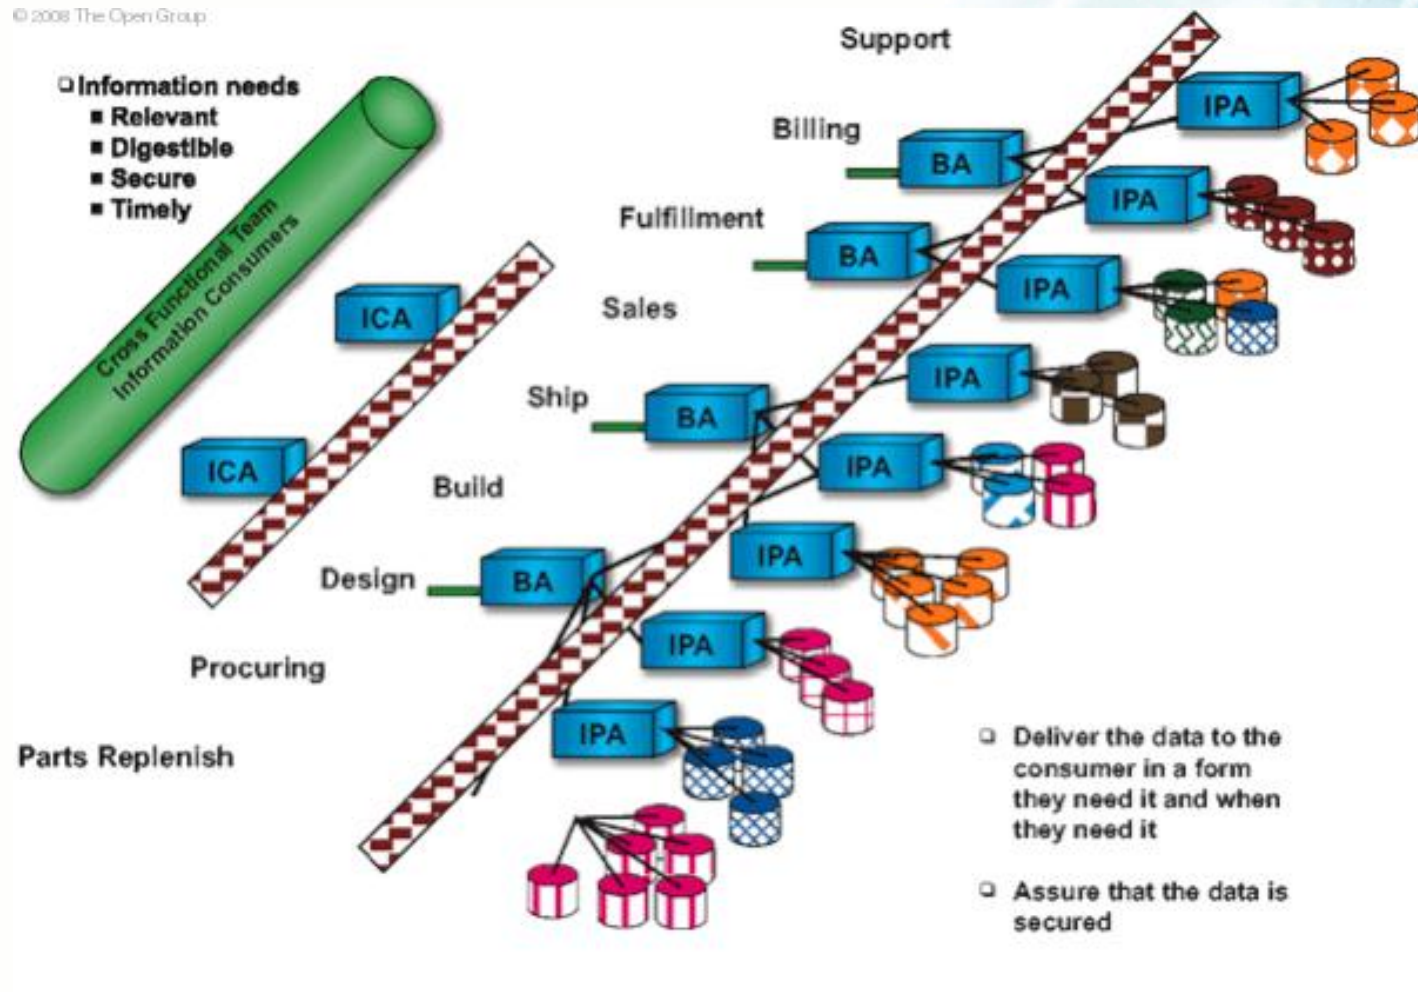 © 2008 The Open Group
Information needs
Relevant
Digestible
Secure
Timely
Cross Functional Team
Information Consumers
ICA
ICA
Support
Billing
Fulfillment
Sales
Ship
Build
Design
Procuring
Parts Replenish
BA
BA
BA
BA
IPA
IPA
IPA
IPA
IPA
IPA
IPA
IPA
Deliver the data to the
consumer in a form
they need it and when
they need it
Assure that the data is
secured